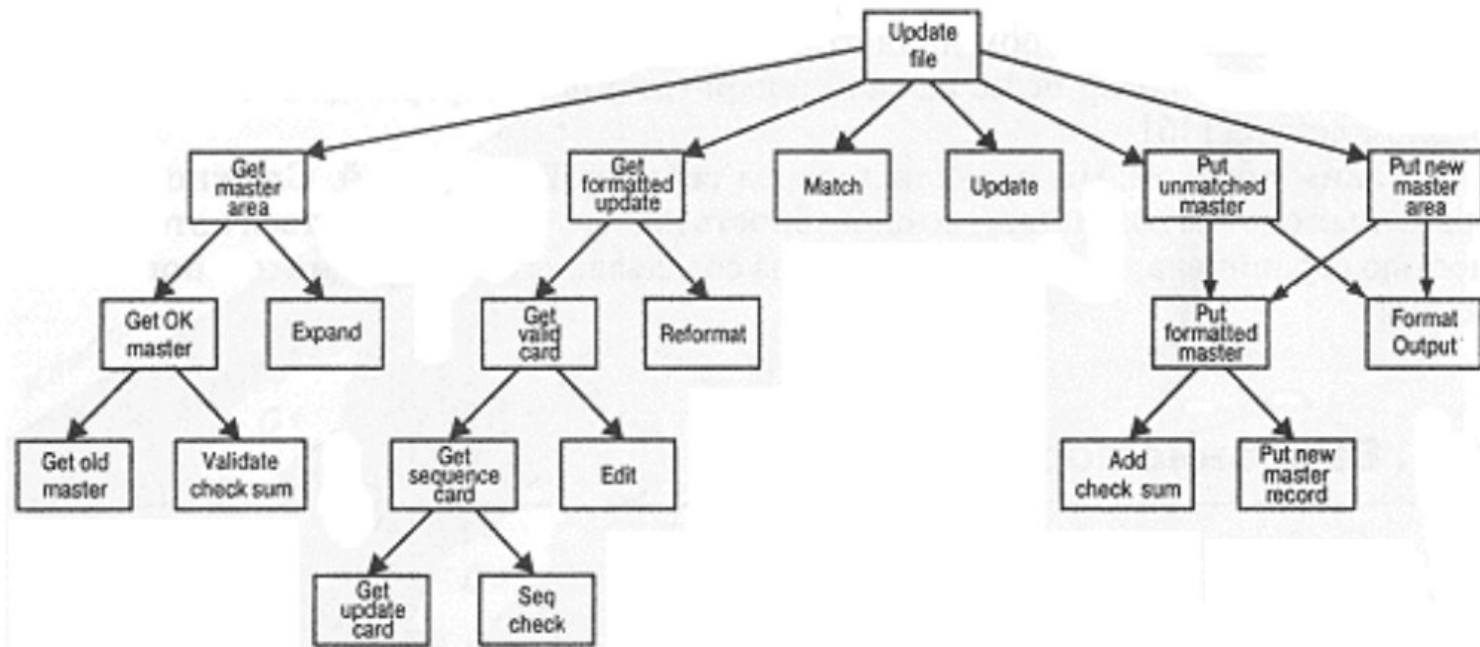 Update
file
Get
master
area
Get
formatted
update
Match
Update
Put
unmatched
master
Put new
master
area
Get OK
master
Expand
Get
valid
card
Reformat
Put
formatted
master
Format
Output
Get old
master
Validate
check sum
Get
sequence
card
Edit
Add
check sum
Put new
master
record
Get
update
card
Seq
check